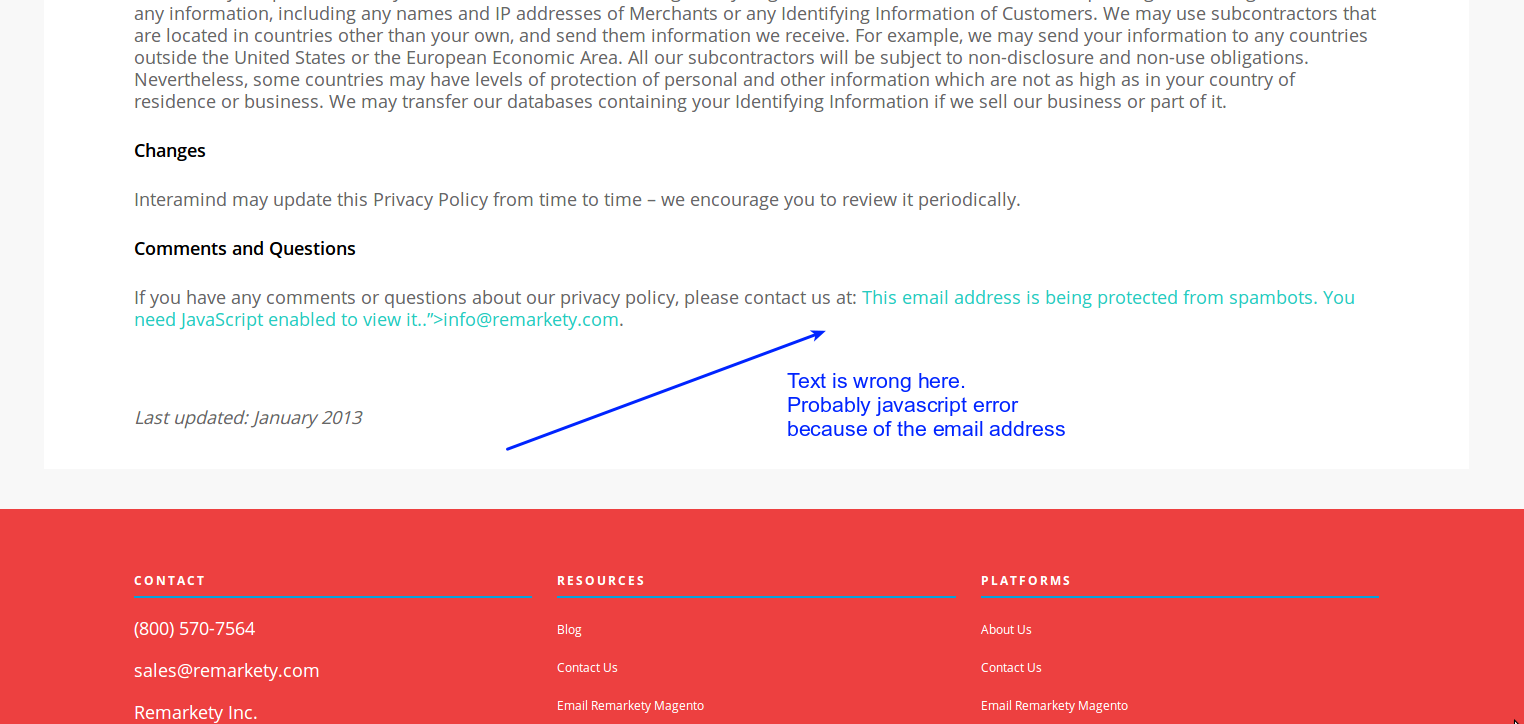 any information, including any names and IP addresses of Merchants or any Identifying Information of Customers. We may use subcontractors that
are located in countries other than your own, and send them information we receive. For example, we may send your information to any countries
outside the United States or the European Economic Area. All our subcontractors will be subject to non-disclosure and non-use obligations.
Nevertheless, some countries may have levels of protection of personal and other information which are not as high as in your country of
residence or business. We may transfer our databases containing your Identifying Information if we sell our business or part of it.
Changes
Interamind may update this Privacy Policy from time to time – we encourage you to review it periodically.
Comments and Questions
If you have any comments or questions about our privacy policy, please contact us at: This email address is being protected from spambots. You
need JavaScript enabled to view it..”>info@remarkety.com.
Text is wrong here.
Probably javascript error
because of the email address
Last updated: January 2013
CONTACT
(800) 570-7564
sales@remarkety.com
Remarkety Inc.
RESOURCES
Blog
Contact Us
Email Remarkety Magento
PLATFORMS
About Us
Contact Us
Email Remarkety Magento